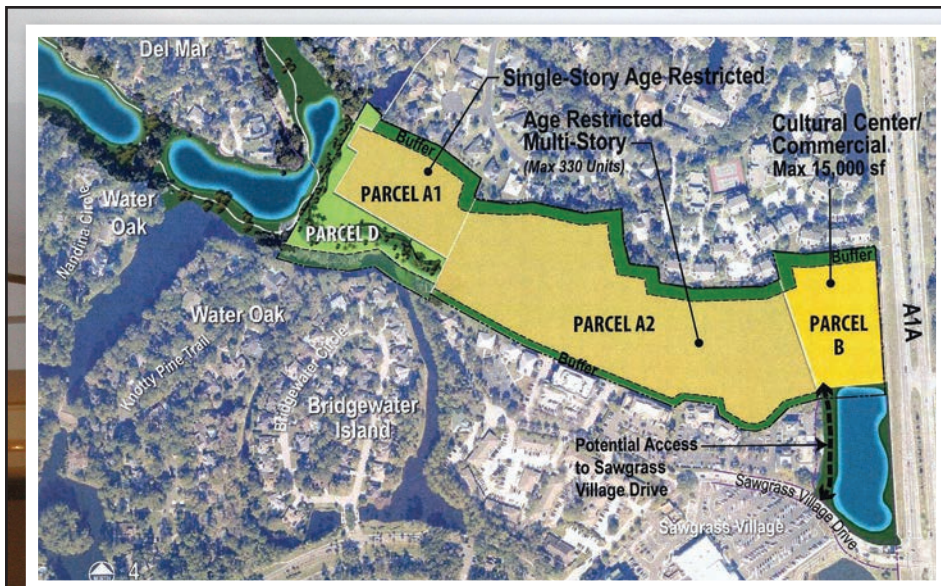 Del Mar
Single-Story Age Restricted
Age Restricted
Multi-Story
(Max 330 Units)
Cultural Center/
Commercial
Max 15,000 sf
Buffer
PARCEL A1
Nandina Circle
Water
Oak
PARCEL D
Buffer
A1A
Water Oak
PARCEL A2
PARCEL
B
Knotty Pine Trail
Bridgewater Circle
Buffer
Bridgewater
Island
Potential Access
to Sawgrass
Village Drive
Sawgrass Village Drive
Sawgrass Village
NORTH
4